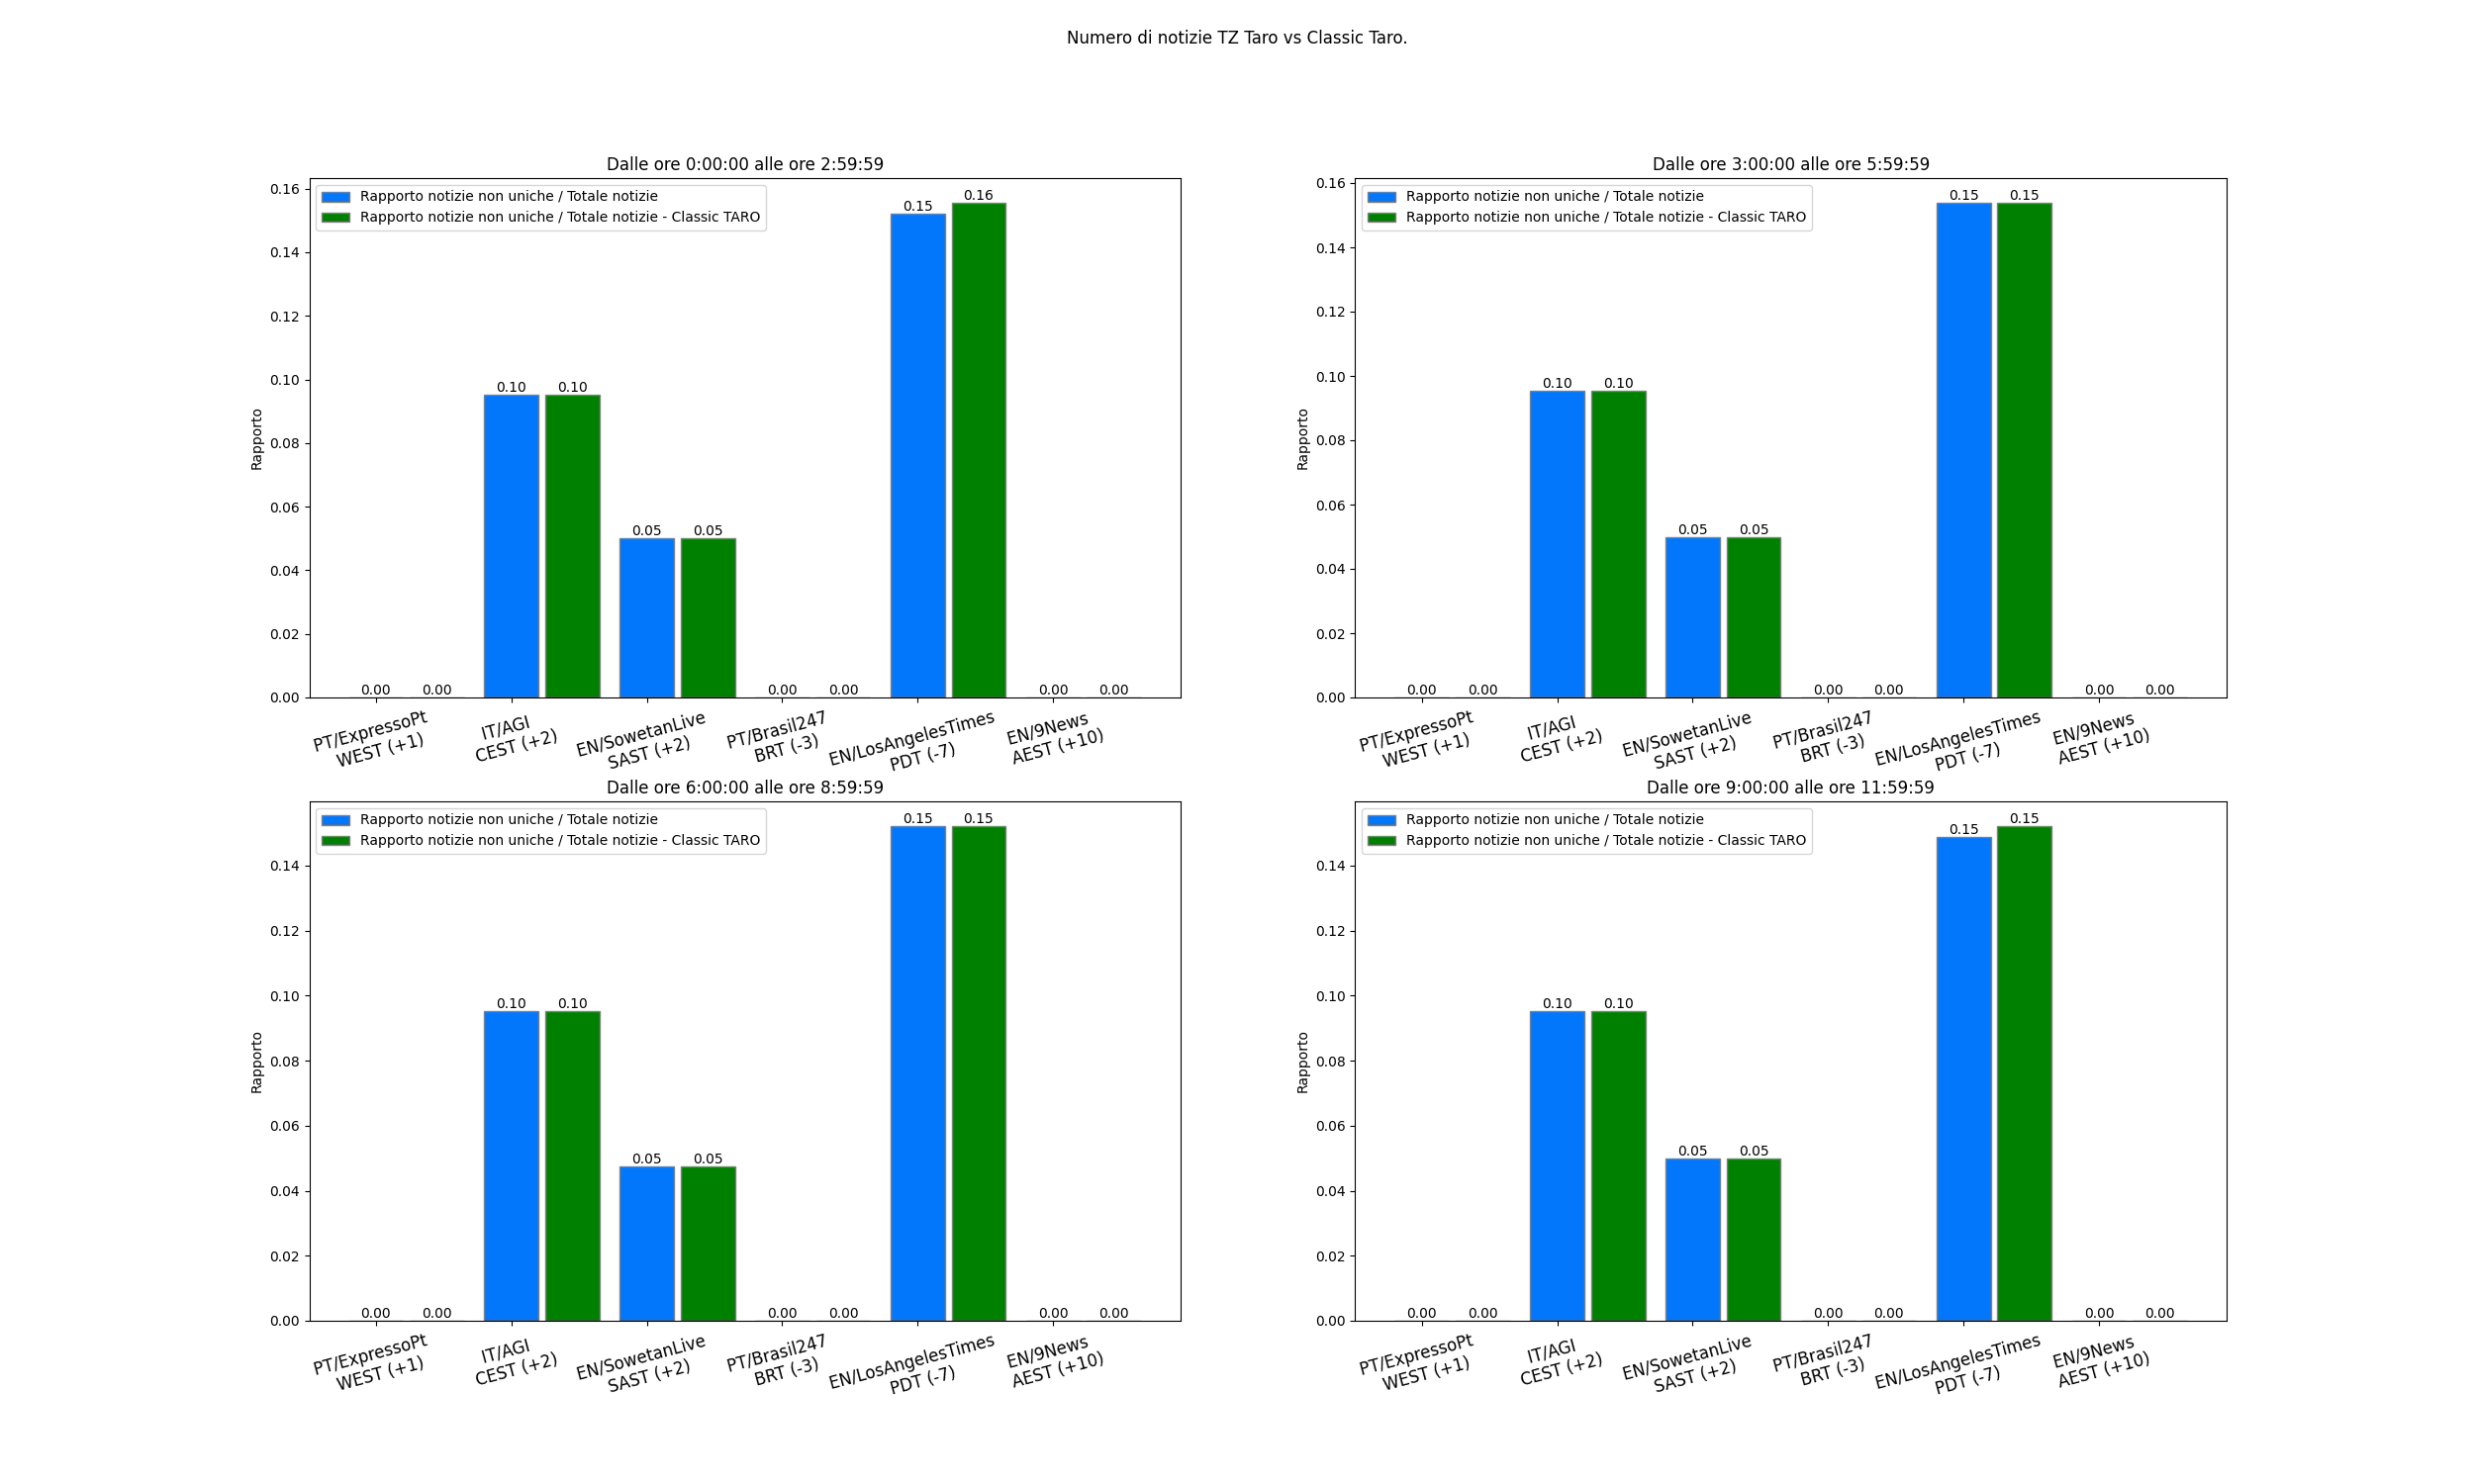 Numero di notizie TZ Taro vs Classic Taro.
Dalle ore 0:00:00 alle ore 2:59:59
Rapporto notizie non uniche / Totale notizie
Rapporto notizie non uniche / Totale notizie - Classic TARO
Rapporto
0.16
0.14
0.12
0.10
0.08
0.06
0.04
0.02
0.00
0.00 0.00 0.10 0.10 0.05 0.05 0.00 0.00 0.15 0.16 0.00 0.00
PT/ExpressoPt
WEST (+1)
IT/AGI
CEST (+2)
EN/SowetanLive
SAST (+2)
PT/Brasil247
BRT (-3)
EN/LosAngelesTimes
PDT (-7)
EN/9News
AEST (+10)
Dalle ore 3:00:00 alle ore 5:59:59
Rapporto notizie non uniche / Totale notizie
Rapporto notizie non uniche / Totale notizie - Classic TARO
Rapporto
0.16
0.14
0.12
0.10
0.08
0.06
0.04
0.02
0.00
0.00 0.00 0.10 0.10 0.05 0.05 0.00 0.00 0.15 0.15 0.00 0.00
PT/ExpressoPt
WEST (+1)
IT/AGI
CEST (+2)
EN/SowetanLive
SAST (+2)
PT/Brasil247
BRT (-3)
EN/LosAngelesTimes
PDT (-7)
EN/9News
AEST (+10)
Dalle ore 6:00:00 alle ore 8:59:59
Rapporto notizie non uniche / Totale notizie
Rapporto notizie non uniche / Totale notizie - Classic TARO
Rapporto
0.14
0.12
0.10
0.08
0.06
0.04
0.02
0.00
0.00 0.00 0.10 0.10 0.05 0.05 0.00 0.00 0.15 0.15 0.00 0.00
PT/ExpressoPt
WEST (+1)
IT/AGI
CEST (+2)
EN/SowetanLive
SAST (+2)
PT/Brasil247
BRT (-3)
EN/LosAngelesTimes
PDT (-7)
EN/9News
AEST (+10)
Dalle ore 9:00:00 alle ore 11:59:59
Rapporto notizie non uniche / Totale notizie
Rapporto notizie non uniche / Totale notizie - Classic TARO
Rapporto
0.14
0.12
0.10
0.08
0.06
0.04
0.02
0.00
0.00 0.00 0.10 0.10 0.05 0.05 0.00 0.00 0.15 0.15 0.00 0.00
PT/ExpressoPt
WEST (+1)
IT/AGI
CEST (+2)
EN/SowetanLive
SAST (+2)
PT/Brasil247
BRT (-3)
EN/LosAngelesTimes
PDT (-7)
EN/9News
AEST (+10)